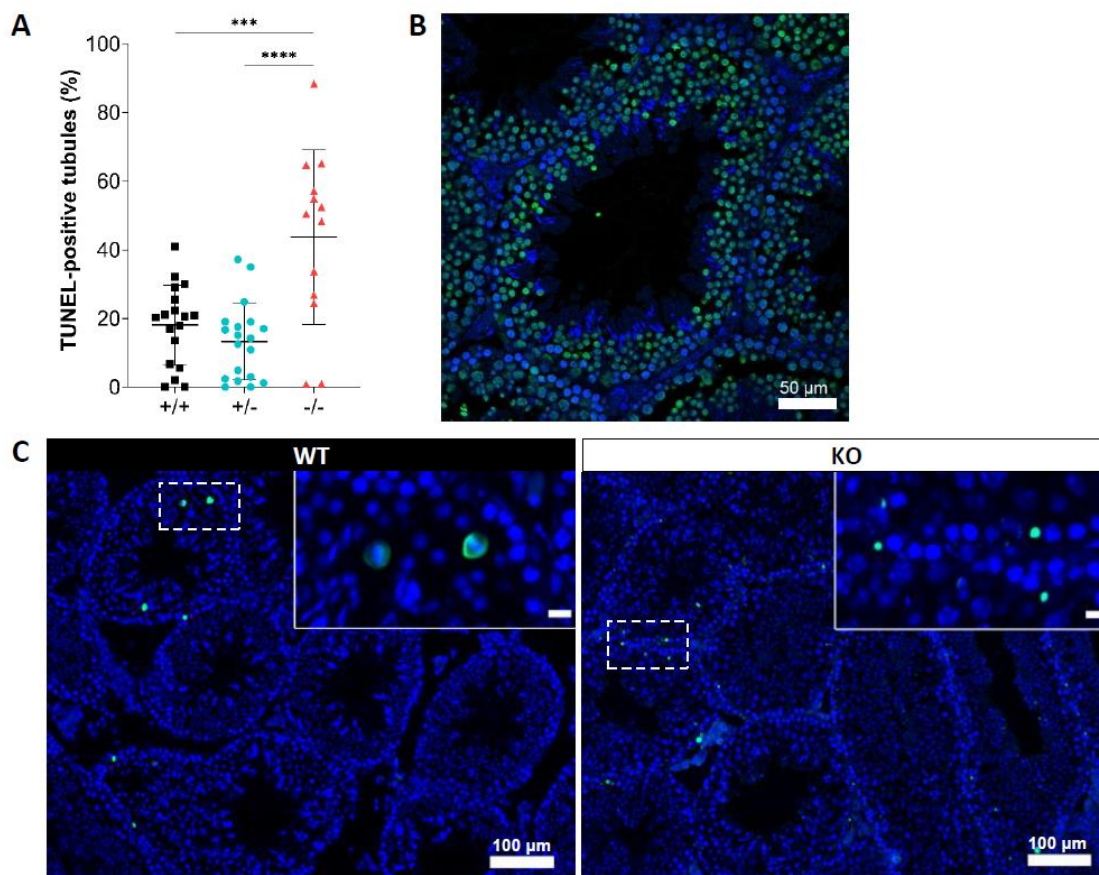 A
TUNEL-positive tubules (%)
100
80
60
40
20
0
+/+
+/-
-/-
***
****
B
50 µm
C
WT
KO
100 µm
100 µm